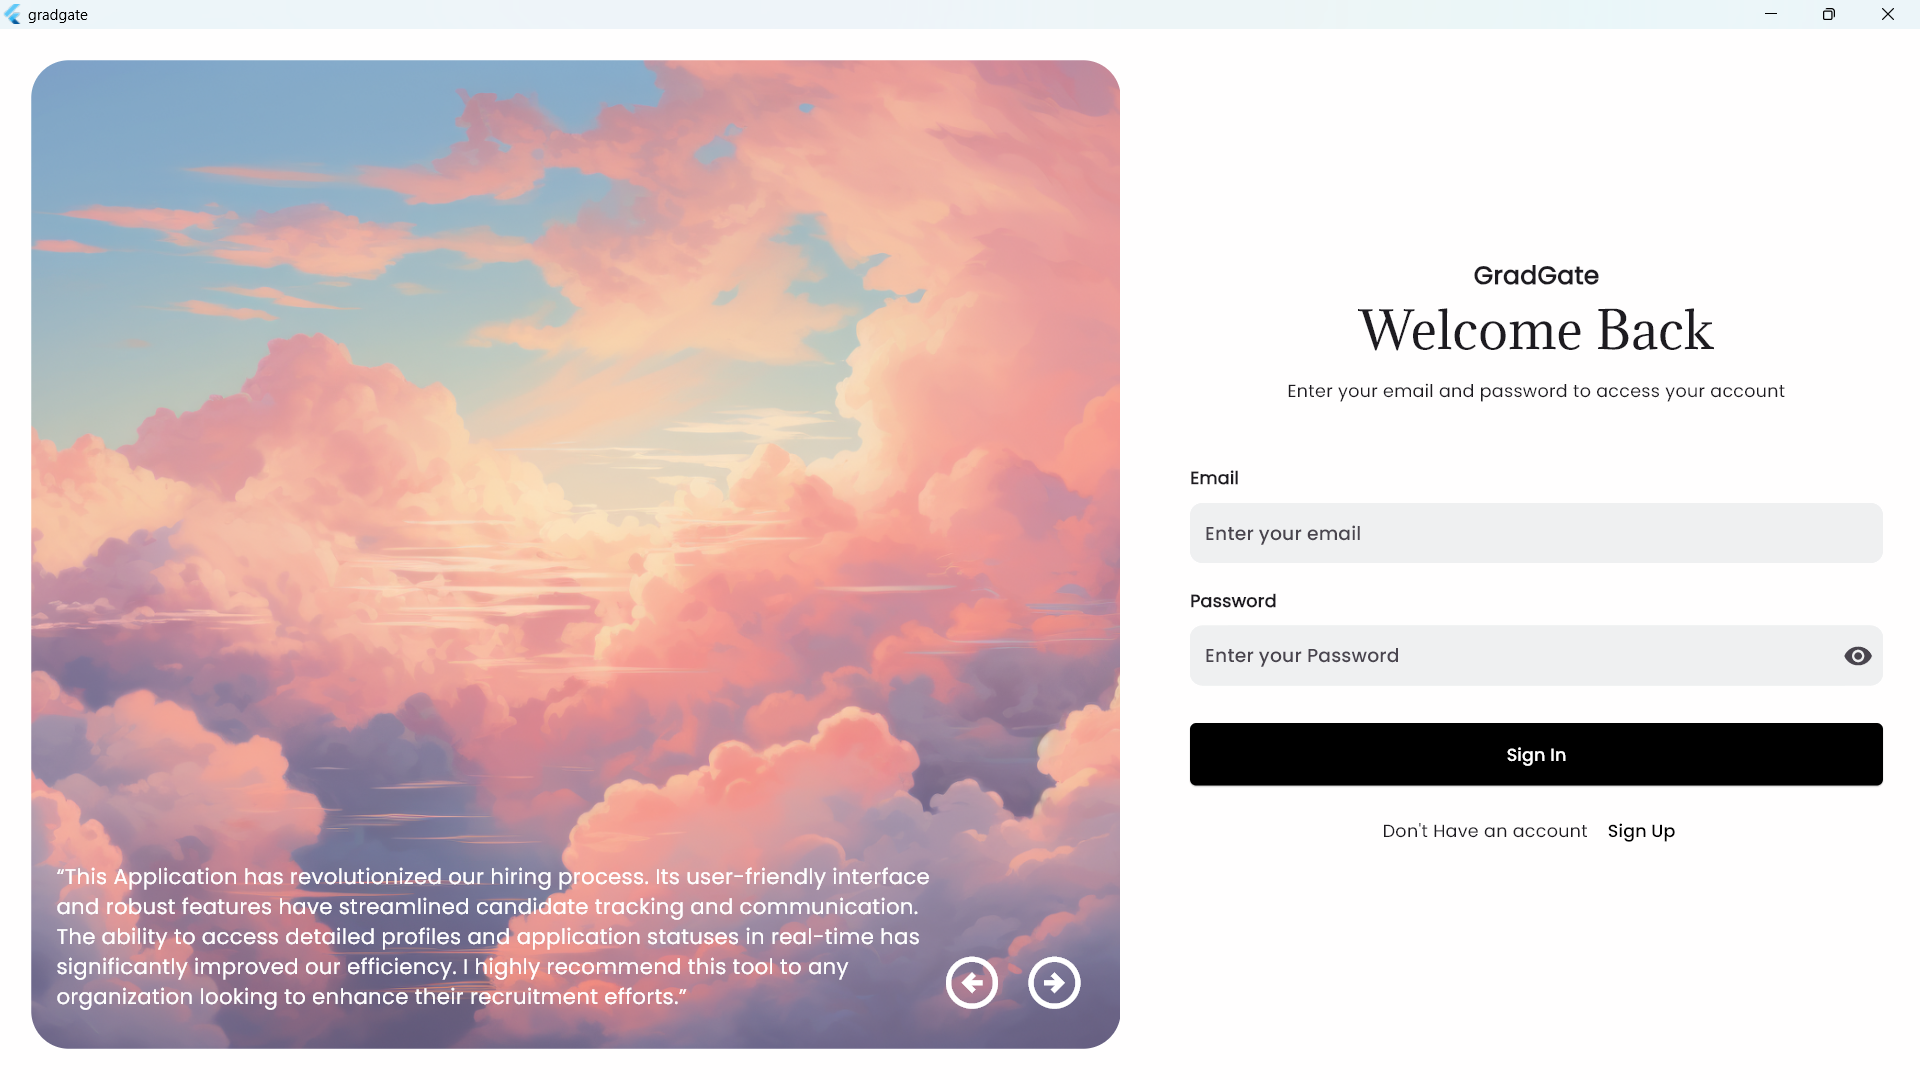 gradgate
GradGate
Welcome Back
Enter your email and password to access your account
Email
Enter your email
Password
Enter your Password
Sign In
Don't Have an account Sign Up
“This Application has revolutionized our hiring process. Its user-friendly interface
and robust features have streamlined candidate tracking and communication.
The ability to access detailed profiles and application statuses in real-time has
significantly improved our efficiency. I highly recommend this tool to any
organization looking to enhance their recruitment efforts.”